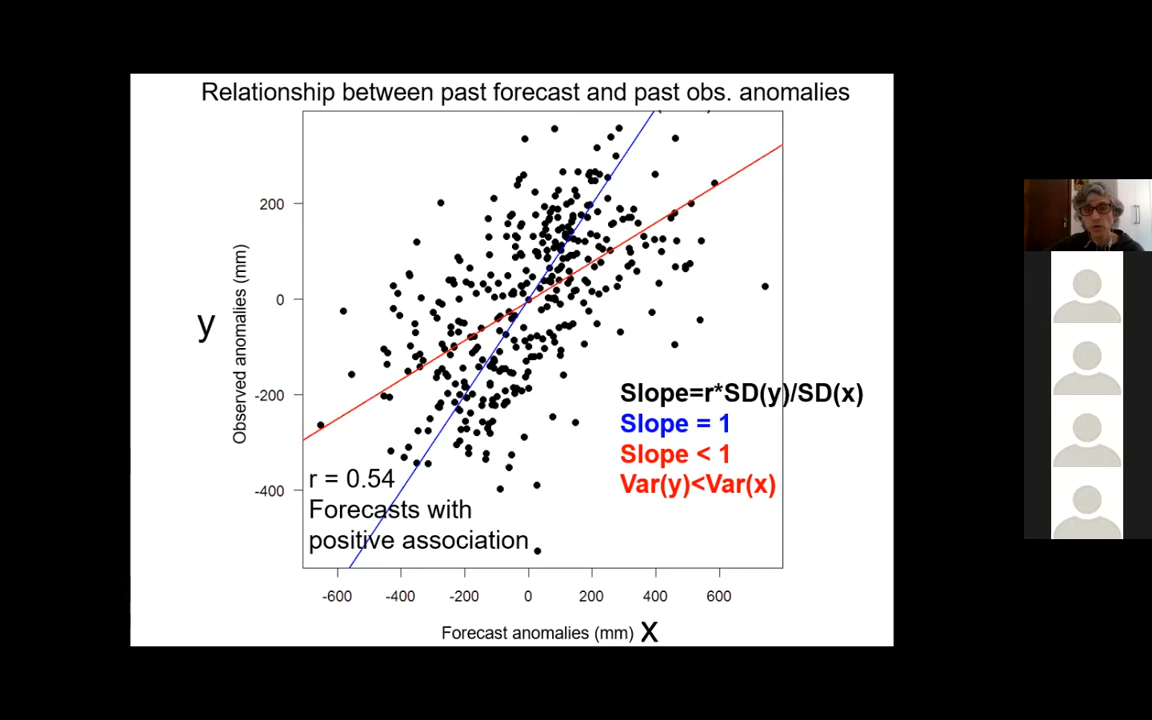 Relationship between past forecast and past obs. anomalies
200
0
-200
-400
y
Observed anomalies (mm)
Slope=r*SD(y)/SD(x)
Slope = 1
Slope < 1
Var(y)<Var(x)
r = 0.54
Forecasts with
positive association
-600 -400 -200 0 200 400 600
Forecast anomalies (mm) X